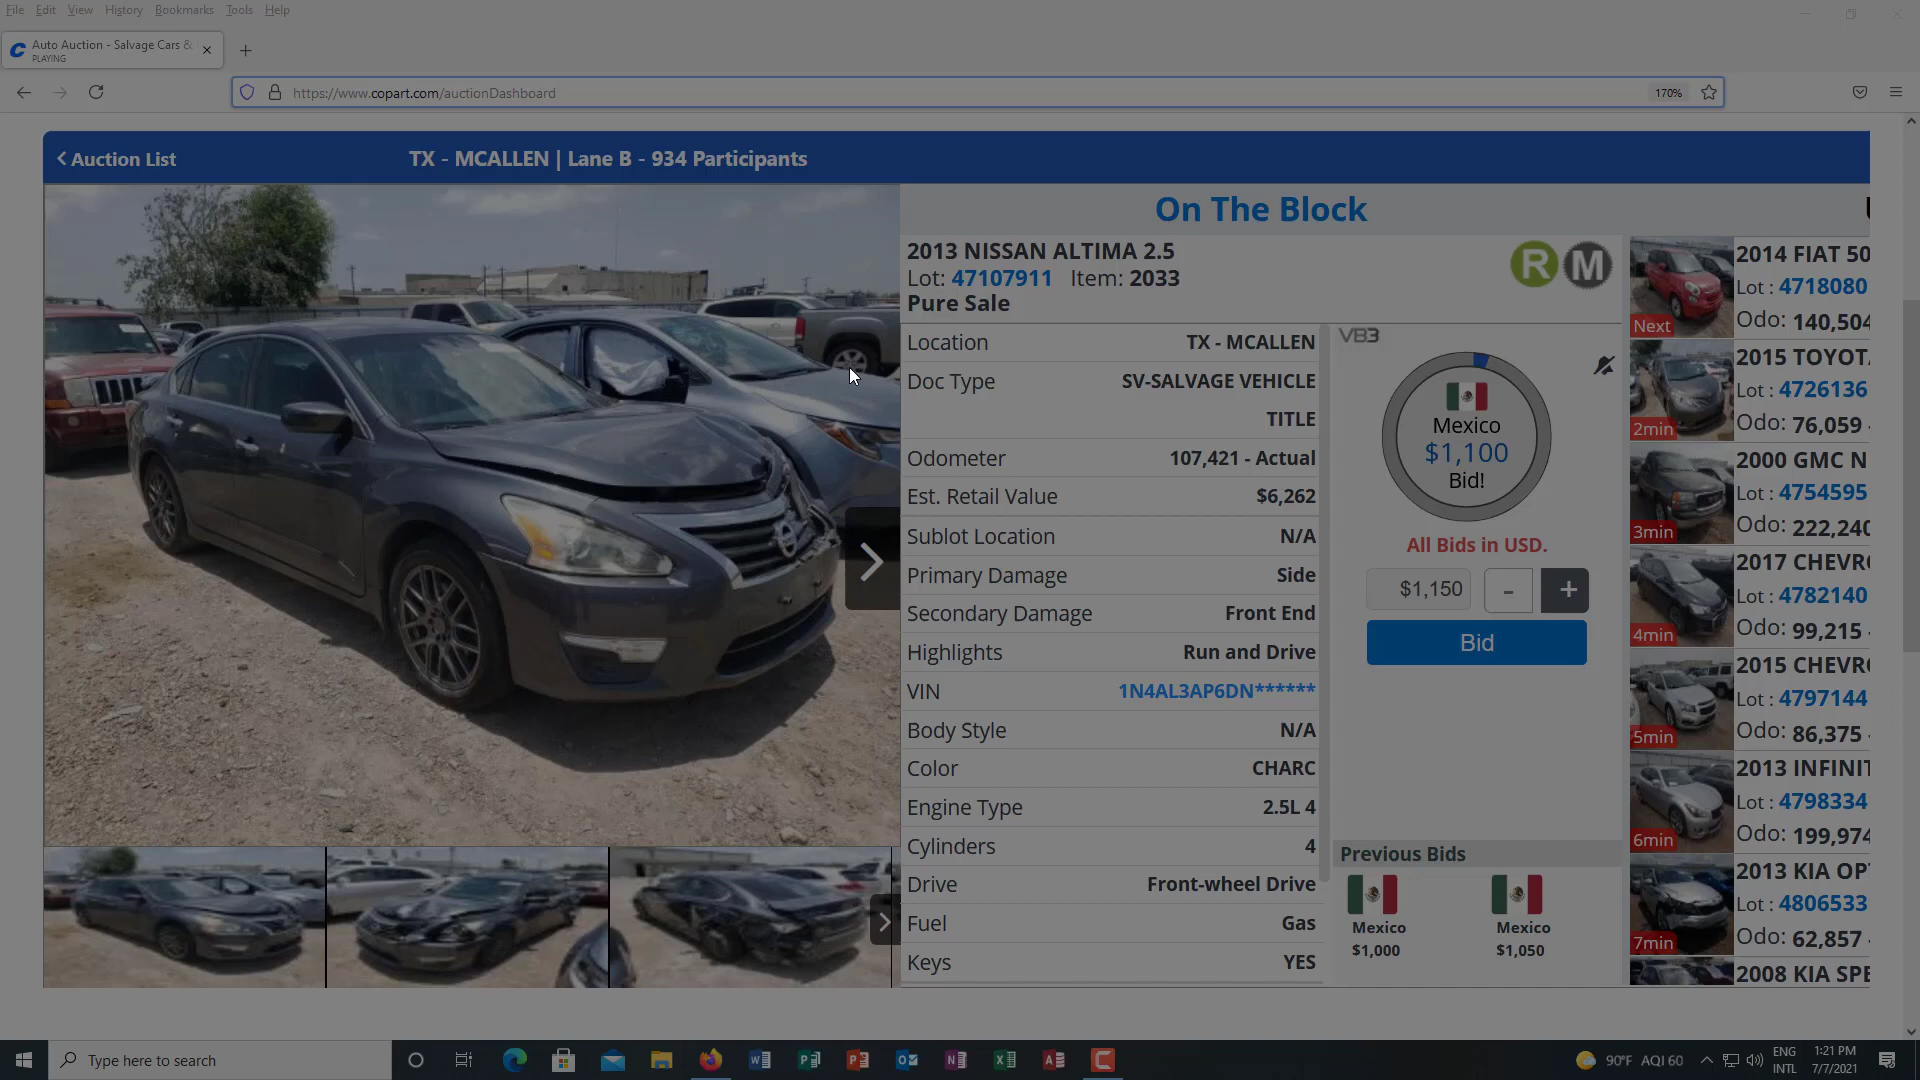 File Edit View History Bookmarks Tools Help
Auto Auction - Salvage Cars &
PLAYING
https://www.copart.com/auctionDashboard
170%
Auction List
TX - MCALLEN | Lane B - 934 Participants
On The Block
2013 NISSAN ALTIMA 2.5
Lot: 47107911 Item: 2033
Pure Sale
R M
Location TX - MCALLEN
Doc Type SV-SALVAGE VEHICLE
TITLE
Odometer 107,421 - Actual
Est. Retail Value $6,262
Sublot Location N/A
Primary Damage Side
Secondary Damage Front End
Highlights Run and Drive
VIN 1N4AL3AP6DN******
Body Style N/A
Color CHARC
Engine Type 2.5L 4
Cylinders 4
Drive Front-wheel Drive
Fuel Gas
Keys YES
VB3
Mexico
$1,100
Bid!
All Bids in USD.
$1,150 - +
Bid
Previous Bids
Mexico Mexico
$1,000 $1,050
2014 FIAT 50
Lot : 4718080
Next Odo: 140,504
2015 TOYOT
Lot : 4726136
2min Odo: 76,059 -
2000 GMC N
Lot : 4754595
3min Odo: 222,240
2017 CHEVR
Lot : 4782140
4min Odo: 99,215 -
2015 CHEVR
Lot : 4797144
5min Odo: 86,375 -
2013 INFINIT
Lot : 4798334
6min Odo: 199,974
2013 KIA OP
Lot : 4806533
7min Odo: 62,857 -
2008 KIA SPE
Type here to search
90°F AQI 60
ENG
INTL
1:21 PM
7/7/2021